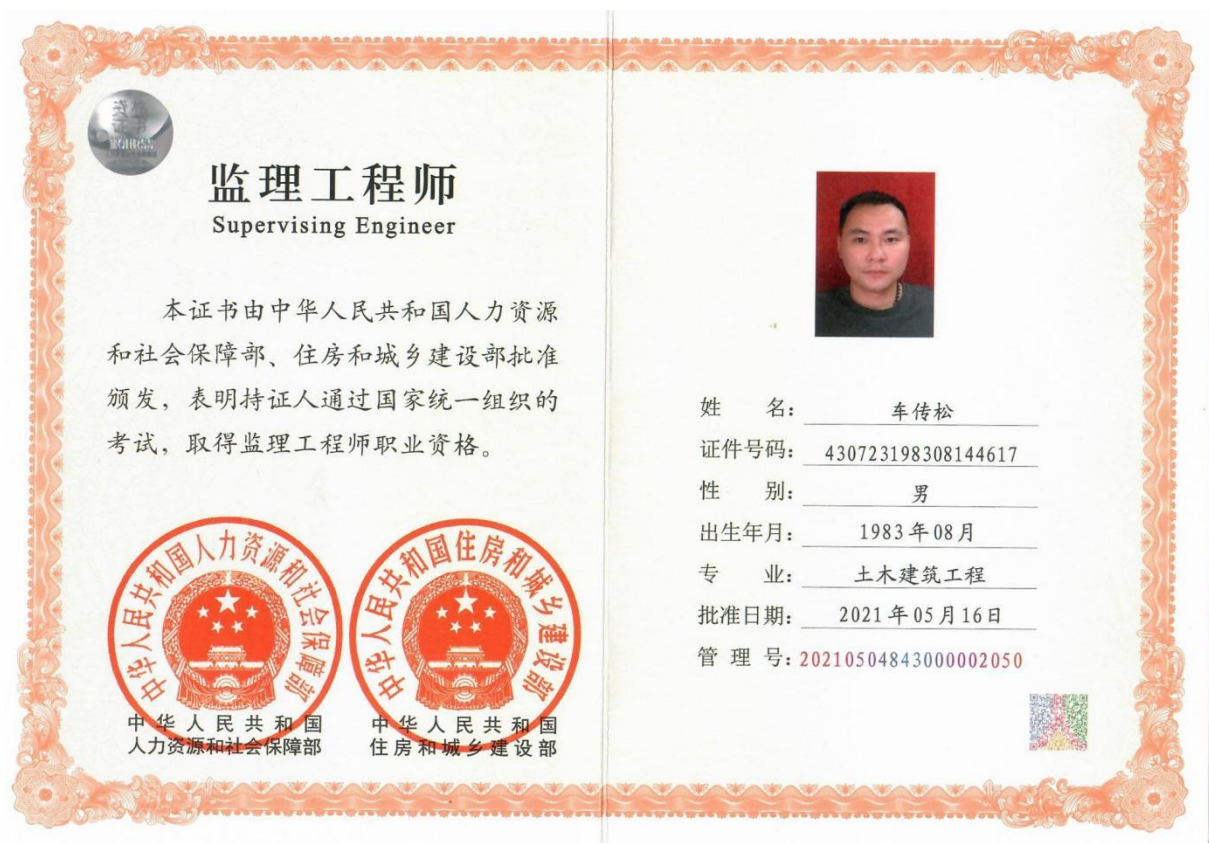 监理工程师
Supervising Engineer
本证书由中华人民共和国人力资源
和社会保障部、住房和城乡建设部批准
颁发，表明持证人通过国家统一组织的
考试，取得监理工程师职业资格。
中华人民共和国人力资源和社会保障部
中华人民共和国住房和城乡建设部
中华人民共和国
人力资源和社会保障部
中华人民共和国
住房和城乡建设部
姓 名： 车传松
证件号码： 430723198308144617
性 别： 男
出生年月： 1983年08月
专 业： 土木建筑工程
批准日期： 2021年05月16日
管 理 号： 20210504843000002050